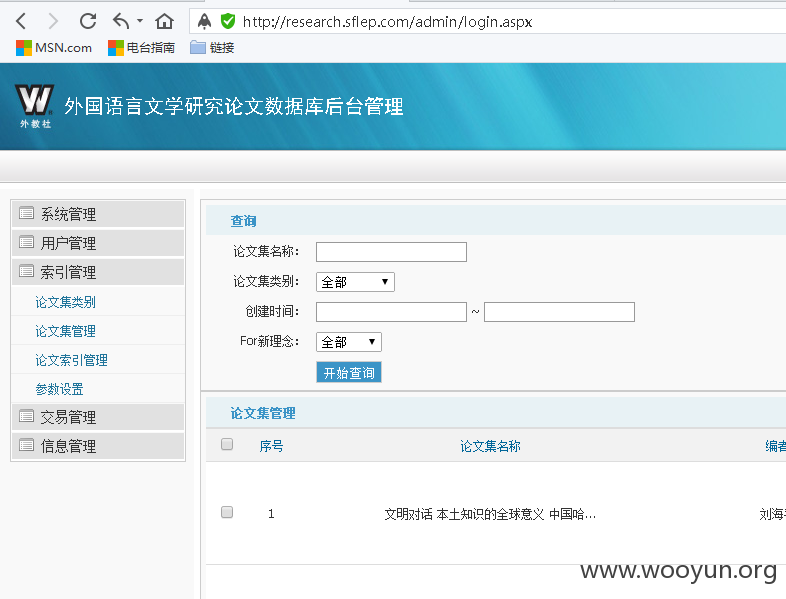 http://research.sflep.com/admin/login.aspx
MSN.com 电台指南 链接
W
外教社
外国语言文学研究论文数据库后台管理
系统管理
用户管理
索引管理
论文集类别
论文集管理
论文索引管理
参数设置
交易管理
信息管理
查询
论文集名称：
论文集类别： 全部
创建时间： ~
For新理念： 全部
开始查询
论文集管理
序号 论文集名称 编者
1 文明对话 本土知识的全球意义 中国哈... 刘海
www.wooyun.org